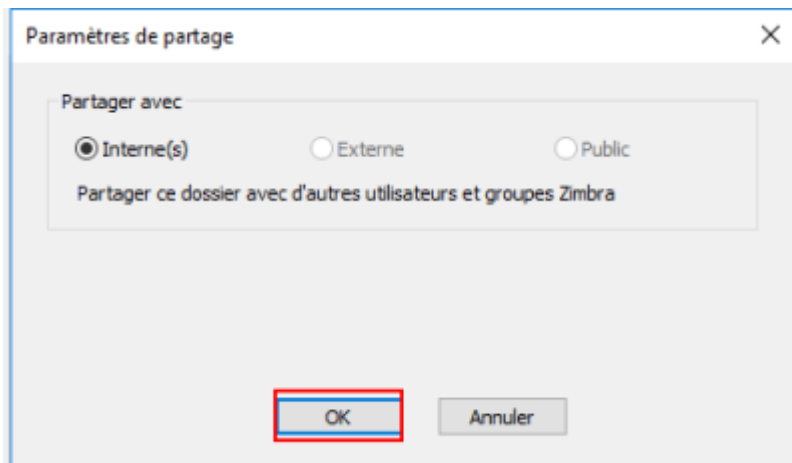 Paramètres de partage
Partager avec
Interne(s) Externe Public
Partager ce dossier avec d'autres utilisateurs et groupes Zimbra
OK Annuler